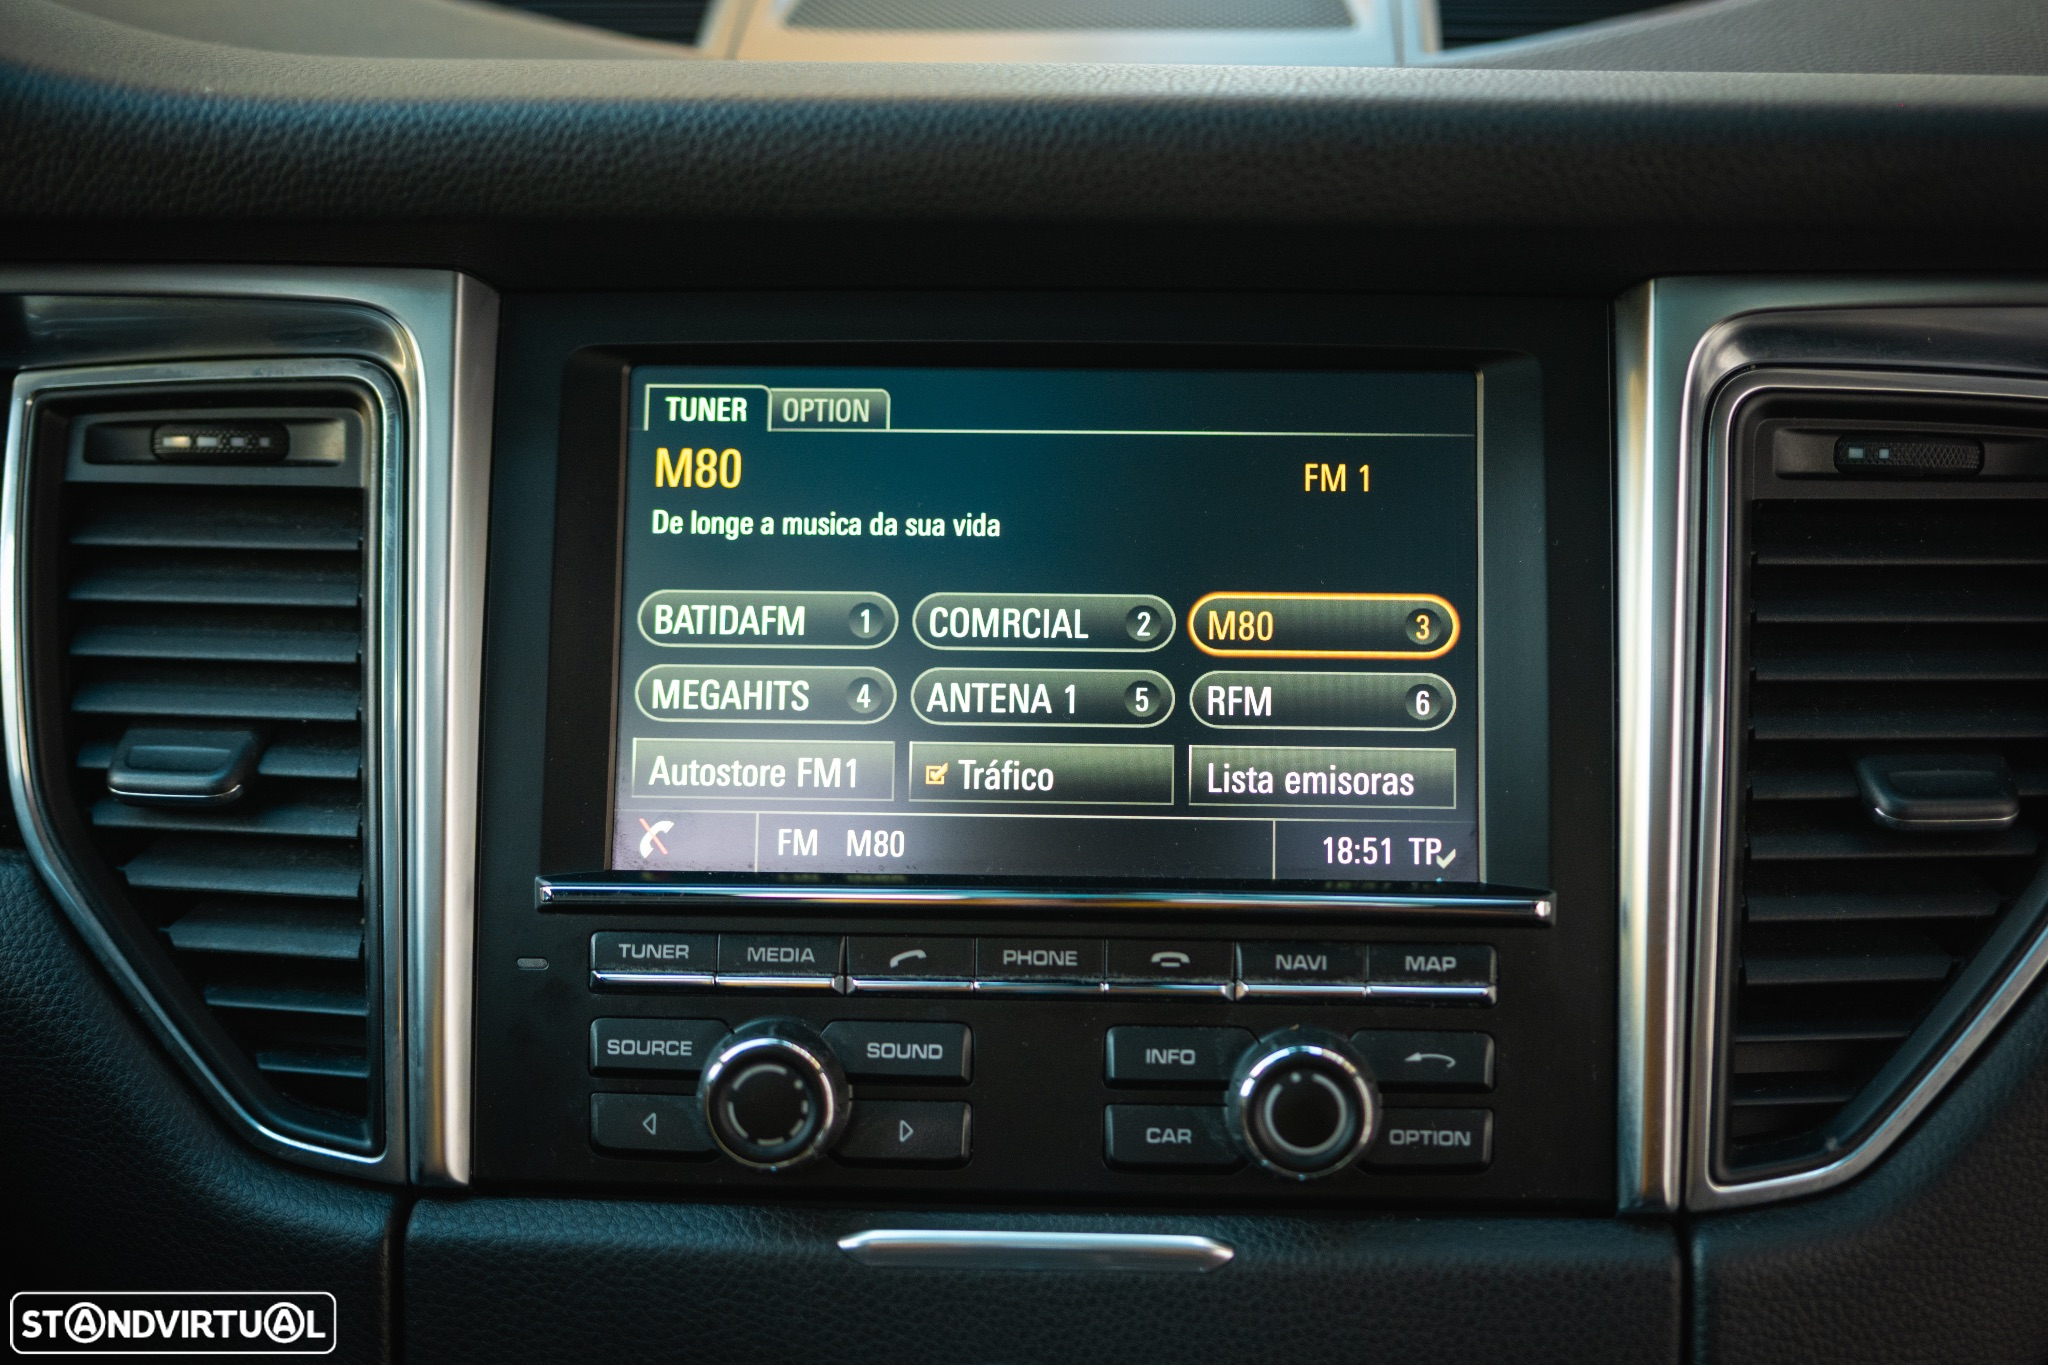 TUNER OPTION
M80 FM 1
De longe a musica da sua vida
BATIDAFM 1 COMRCIAL 2 M80 3
MEGAHITS 4 ANTENA 1 5 RFM 6
Autostore FM1 Tráfico Lista emisoras
FM M80 18:51 TP
TUNER MEDIA PHONE NAVI MAP
SOURCE SOUND INFO
CAR OPTION
STANDVIRTUAL